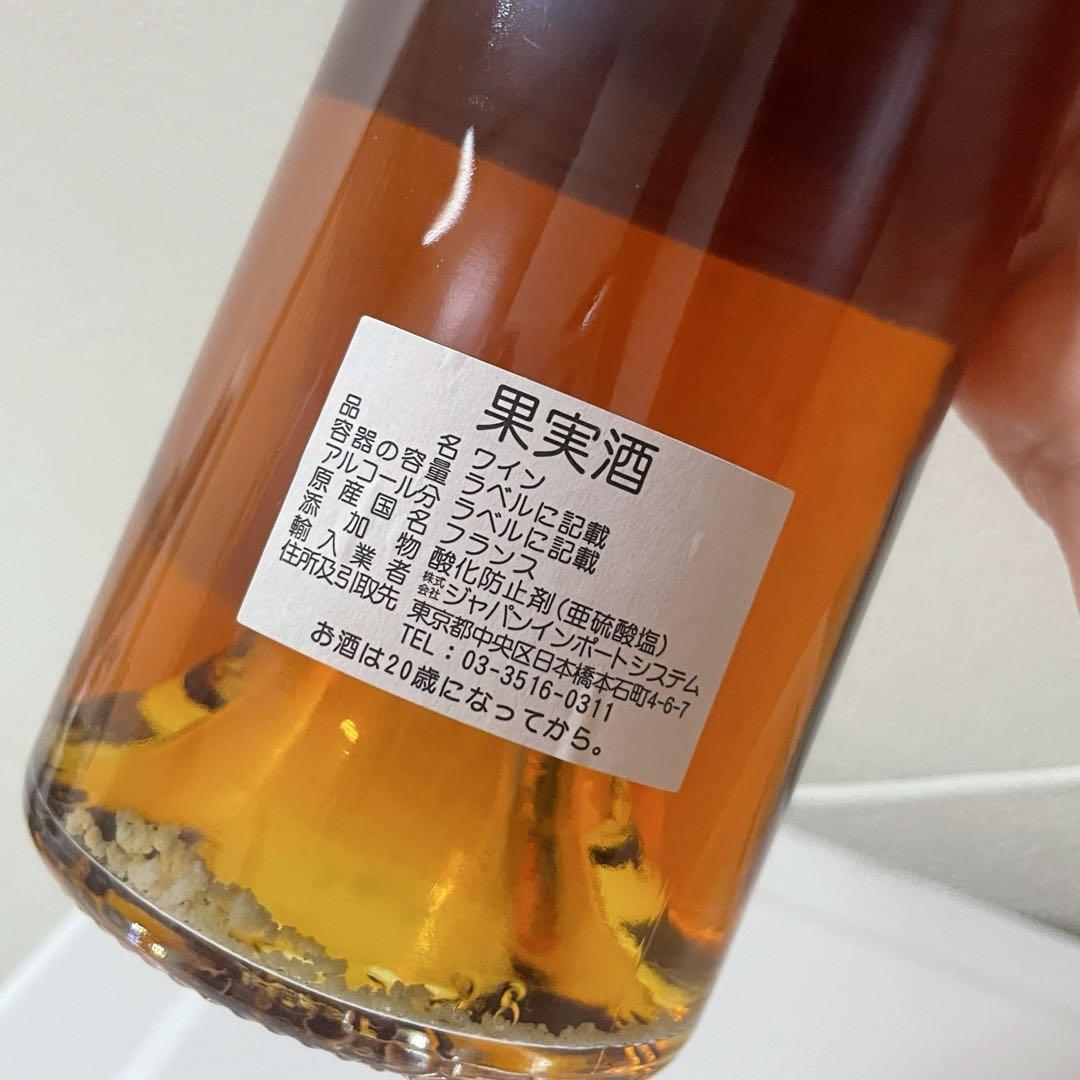 果実酒
品名 ワイン
容器の容量 ラベルに記載
アルコール分 ラベルに記載
原産国名 フランス
添加物 酸化防止剤(亜硫酸塩)
輸入業者 株式会社ジャパンインポートシステム
住所及引取先 東京都中央区日本橋本石町4-6-7
TEL:03-3516-0311
お酒は20歳になってから。